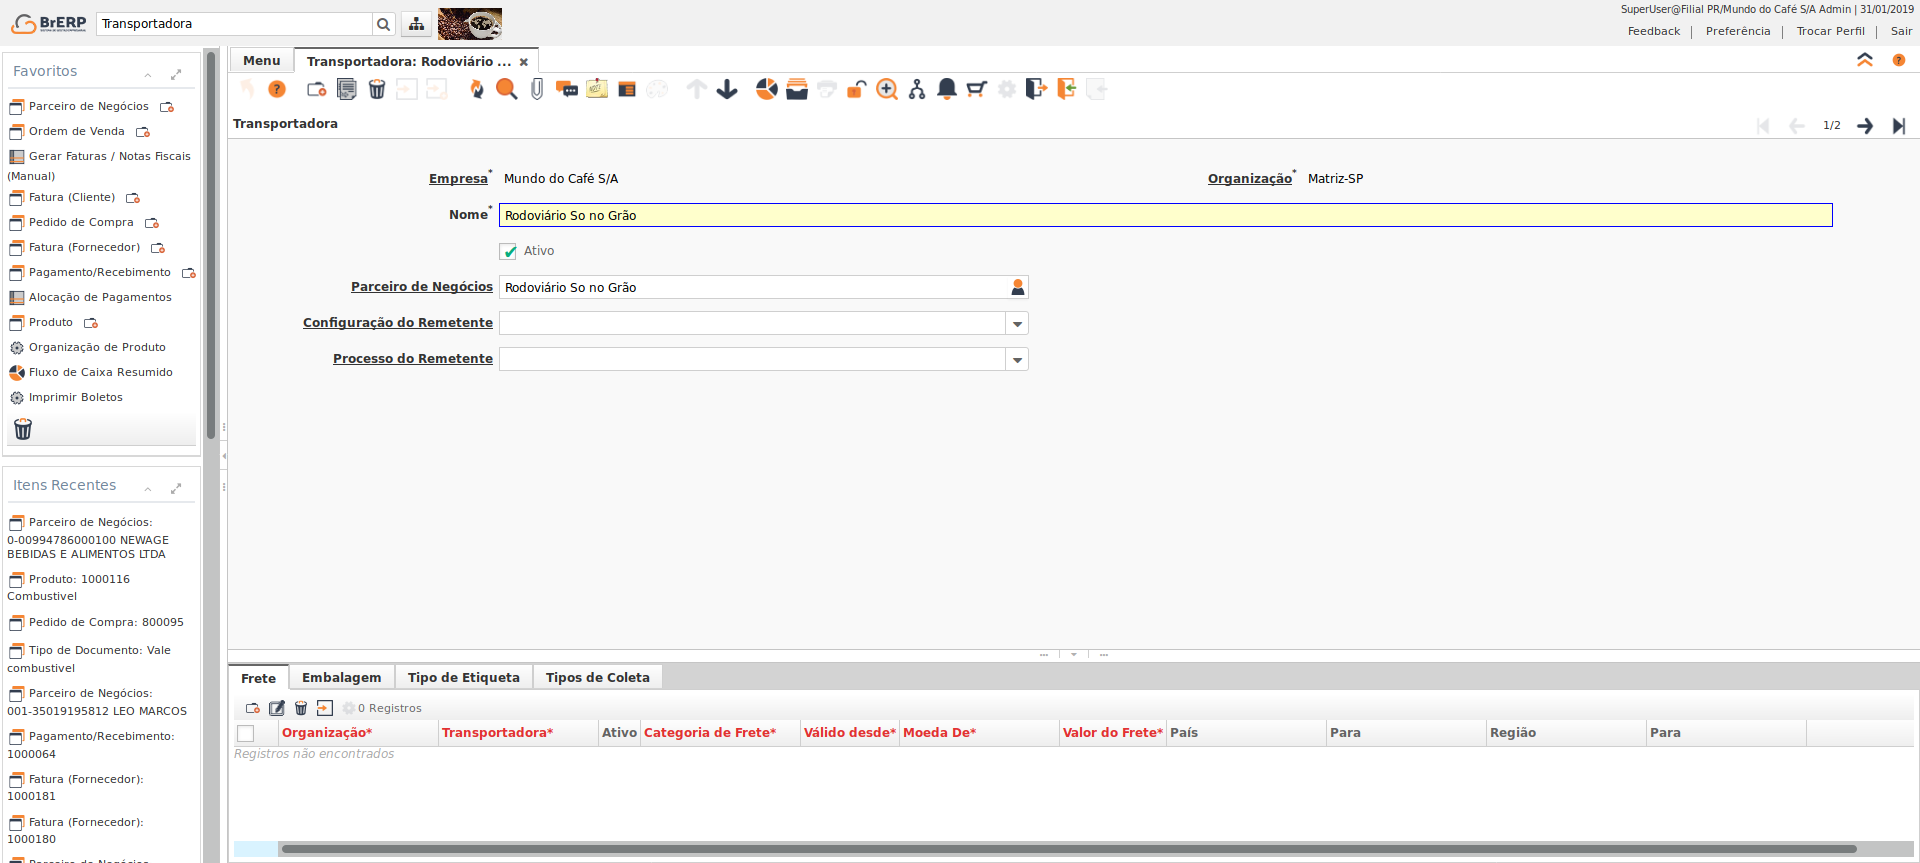 BrERP
Transportadora
SuperUser@Filial PR/Mundo do Café S/A Admin | 31/01/2019
Feedback | Preferência | Trocar Perfil | Sair
Favoritos
Parceiro de Negócios
Ordem de Venda
Gerar Faturas / Notas Fiscais
(Manual)
Fatura (Cliente)
Pedido de Compra
Fatura (Fornecedor)
Pagamento/Recebimento
Alocação de Pagamentos
Produto
Organização de Produto
Fluxo de Caixa Resumido
Imprimir Boletos
Itens Recentes
Parceiro de Negócios:
0-00994786000100 NEWAGE
BEBIDAS E ALIMENTOS LTDA
Produto: 1000116
Combustivel
Pedido de Compra: 800095
Tipo de Documento: Vale
combustivel
Parceiro de Negócios:
001-35019195812 LEO MARCOS
Pagamento/Recebimento:
1000064
Fatura (Fornecedor):
1000181
Fatura (Fornecedor):
1000180
Parceiro de Negócios
Menu
Transportadora: Rodoviário ...
Transportadora
1/2
Empresa* Mundo do Café S/A
Organização* Matriz-SP
Nome* Rodoviário So no Grão
Ativo
Parceiro de Negócios Rodoviário So no Grão
Configuração do Remetente
Processo do Remetente
Frete Embalagem Tipo de Etiqueta Tipos de Coleta
0 Registros
Organização* Transportadora* Ativo Categoria de Frete* Válido desde* Moeda De* Valor do Frete* País Para Região Para
Registros não encontrados